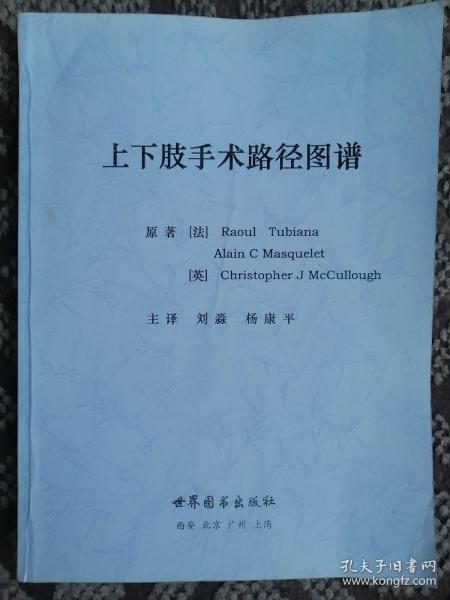 上下肢手术路径图谱
原著 [法] Raoul Tubiana
Alain C Masquelet
[英] Christopher J McCullough
主译 刘淼 杨康平
世界图书出版社
西安 北京 广州 上海
孔夫子旧书网
www.kongfz.com